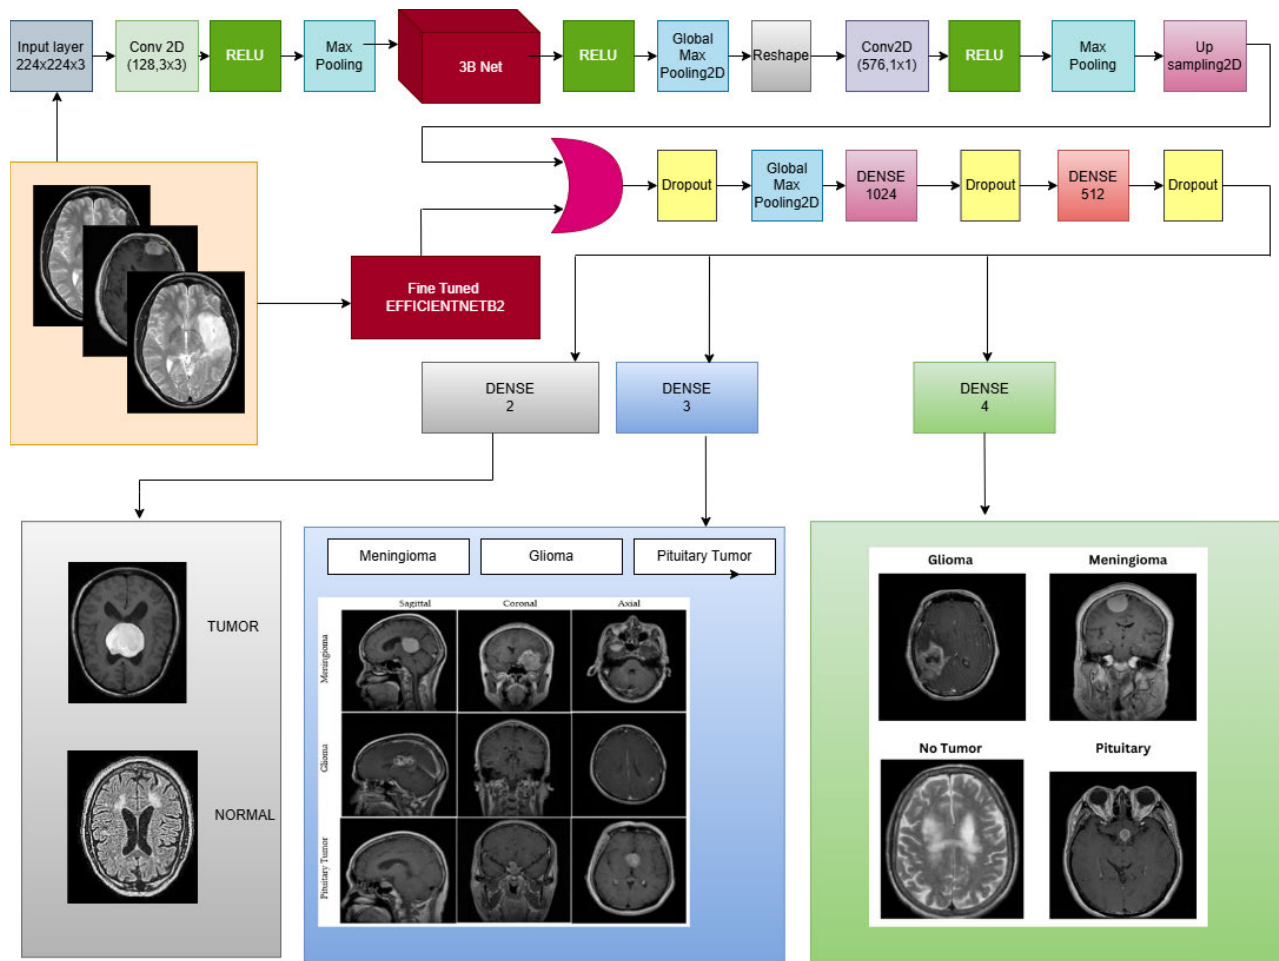 Input layer
224x224x3
Conv 2D
(128,3x3)
RELU
Max
Pooling
3B Net
RELU
Global
Max
Pooling2D
Reshape
Conv2D
(576,1x1)
RELU
Max
Pooling
Up
sampling2D
Dropout
Global
Max
Pooling2D
DENSE
1024
Dropout
DENSE
512
Dropout
Fine Tuned
EFFICIENTNETB2
DENSE
2
DENSE
3
DENSE
4
TUMOR
NORMAL
Meningioma
Glioma
Pituitary Tumor
Sagittal
Coronal
Axial
Meningioma
Glioma
Pituitary Tumor
Glioma
Meningioma
No Tumor
Pituitary